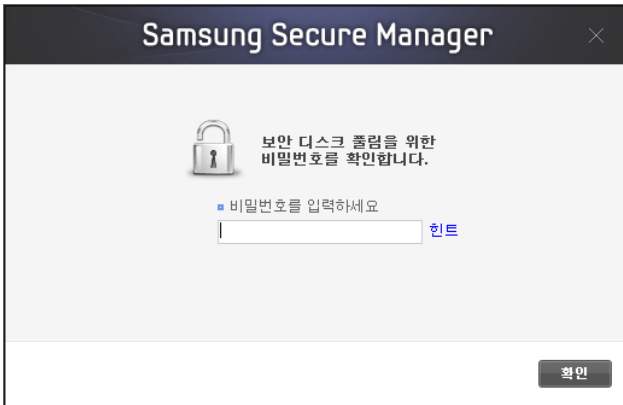 Samsung Secure Manager
보안 디스크 풀림을 위한
비밀번호를 확인합니다.
비밀번호를 입력하세요
힌트
확인